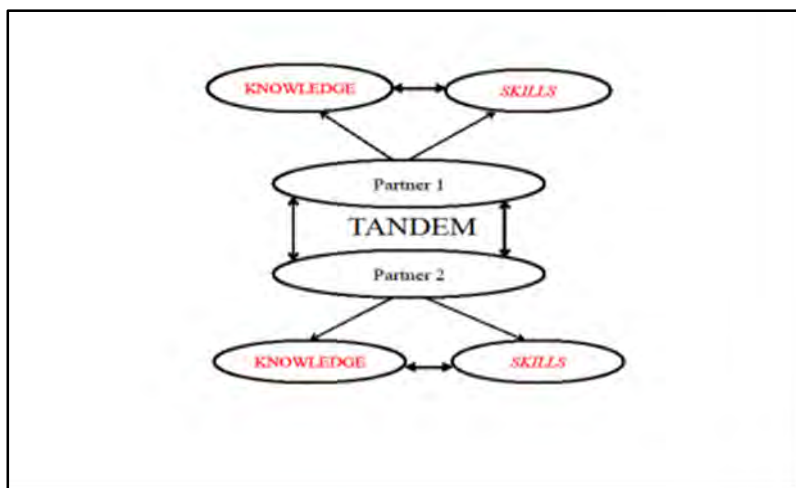 KNOWLEDGE
SKILLS
Partner 1
TANDEM
Partner 2
KNOWLEDGE
SKILLS